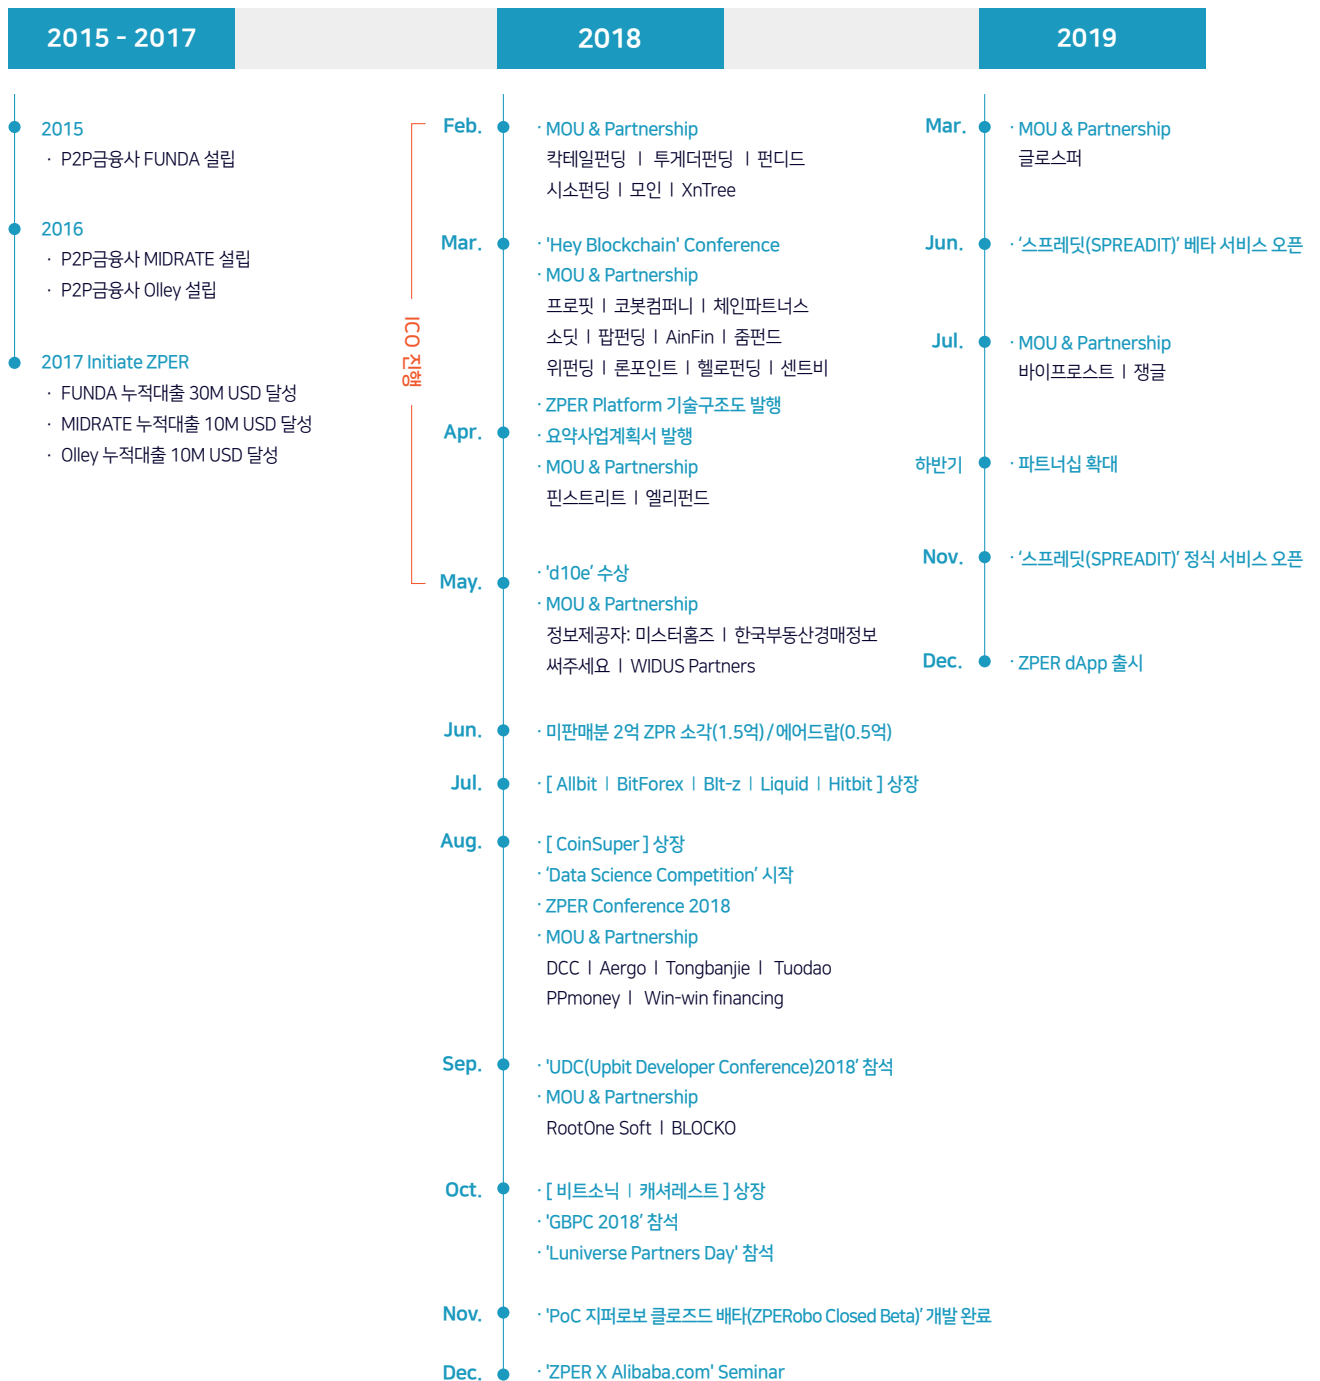 2015 - 2017
2015
· P2P금융사 FUNDA 설립
2016
· P2P금융사 MIDRATE 설립
· P2P금융사 Olley 설립
2017 Initiate ZPER
· FUNDA 누적대출 30M USD 달성
· MIDRATE 누적대출 10M USD 달성
· Olley 누적대출 10M USD 달성
2018
ICO 진행
Feb.
· MOU & Partnership
칵테일펀딩 | 투게더펀딩 | 펀디드
시소펀딩 | 모인 | XnTree
Mar.
· 'Hey Blockchain' Conference
· MOU & Partnership
프로핏 | 코봇컴퍼니 | 체인파트너스
소딧 | 팝펀딩 | AinFin | 줌펀드
위펀딩 | 론포인트 | 헬로펀딩 | 센트비
Apr.
· ZPER Platform 기술구조도 발행
· 요약사업계획서 발행
· MOU & Partnership
핀스트리트 | 엘리펀드
May.
· 'd10e’ 수상
· MOU & Partnership
정보제공자: 미스터홈즈 | 한국부동산경매정보
써주세요 | WIDUS Partners
Jun.
· 미판매분 2억 ZPR 소각(1.5억) / 에어드랍(0.5억)
Jul.
· [ Allbit | BitForex | BIt-z | Liquid | Hitbit ] 상장
Aug.
· [ CoinSuper ] 상장
· ‘Data Science Competition’ 시작
· ZPER Conference 2018
· MOU & Partnership
DCC | Aergo | Tongbanjie | Tuodao
PPmoney | Win-win financing
Sep.
· 'UDC(Upbit Developer Conference)2018’ 참석
· MOU & Partnership
RootOne Soft | BLOCKO
Oct.
· [ 비트소닉 | 캐셔레스트 ] 상장
· 'GBPC 2018’ 참석
· 'Luniverse Partners Day' 참석
Nov.
· 'PoC 지퍼로보 클로즈드 배타(ZPERobo Closed Beta)’ 개발 완료
Dec.
· 'ZPER X Alibaba.com' Seminar
2019
Mar.
· MOU & Partnership
글로스퍼
Jun.
· ‘스프레딧(SPREADIT)’ 베타 서비스 오픈
Jul.
· MOU & Partnership
바이프로스트 | 쟁글
하반기
· 파트너십 확대
Nov.
· ‘스프레딧(SPREADIT)’ 정식 서비스 오픈
Dec.
· ZPER dApp 출시